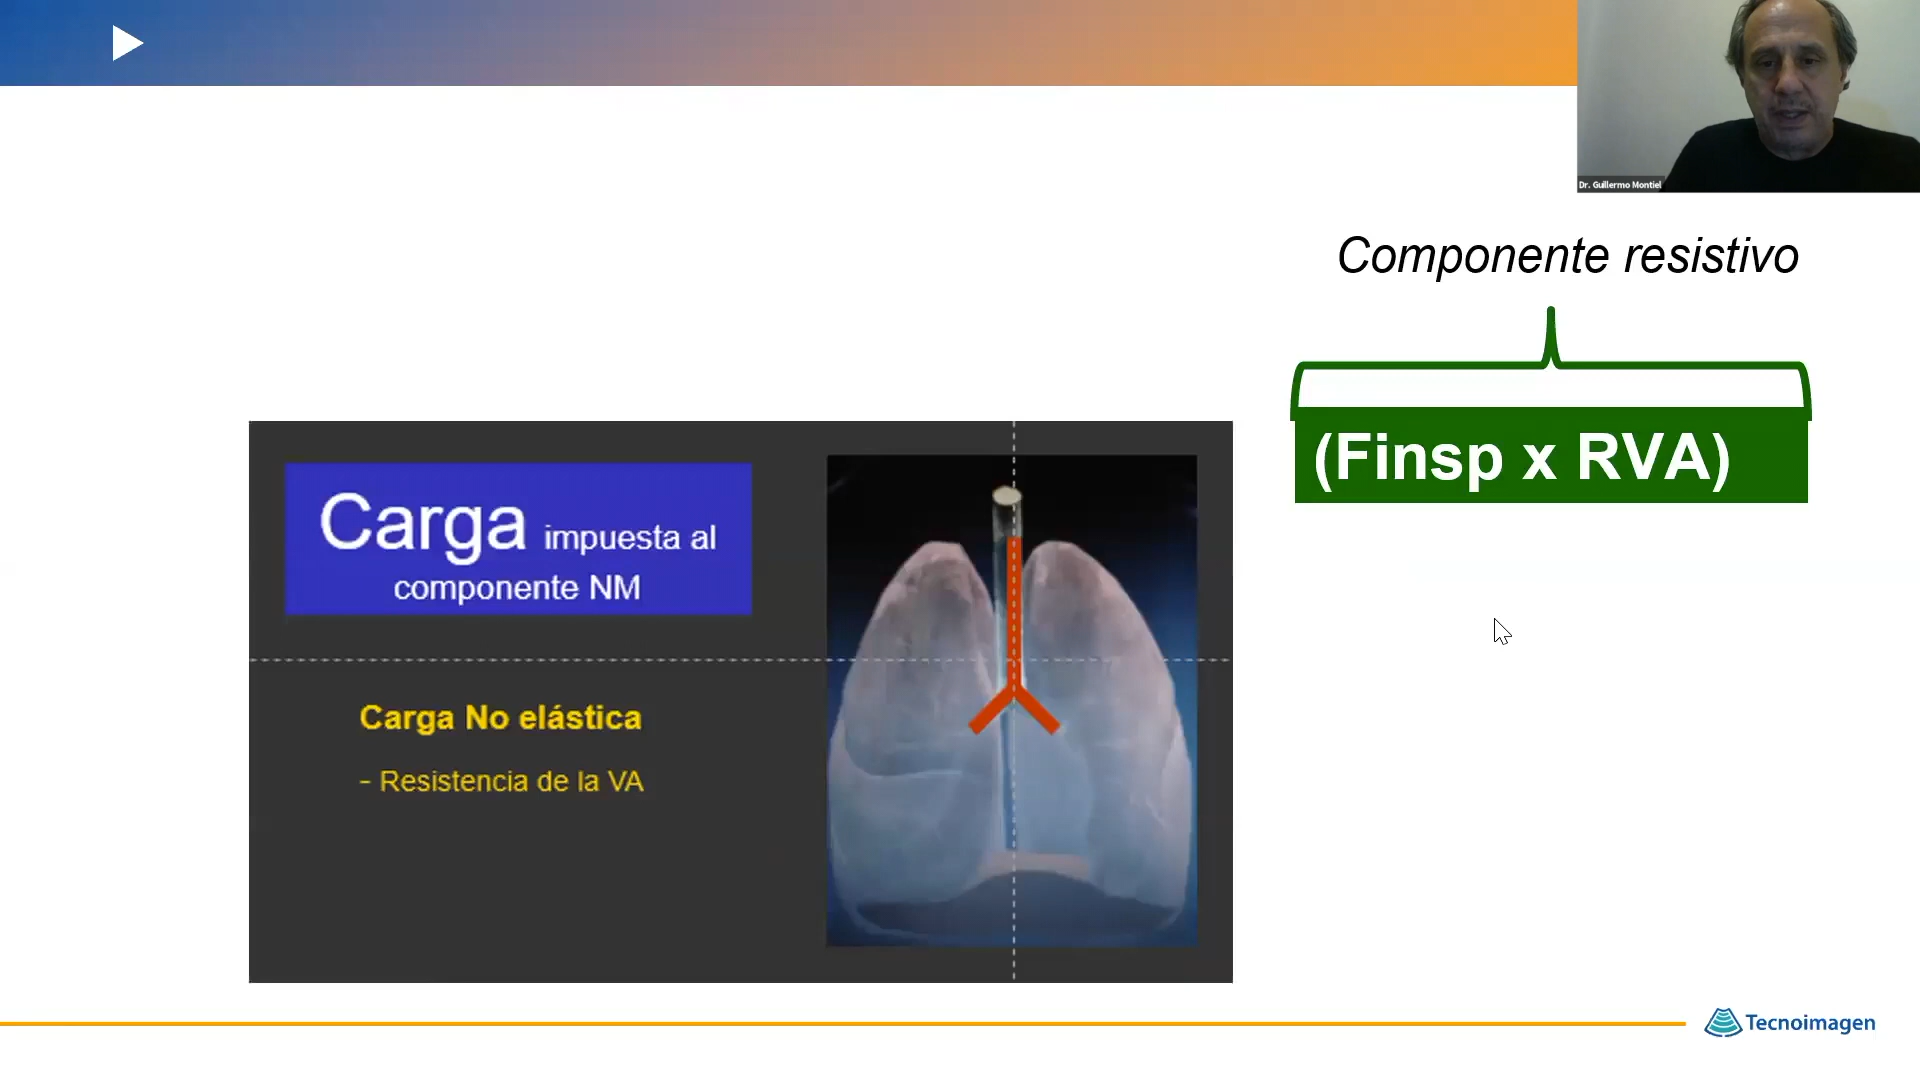 Dr. Guillermo Montiel
Componente resistivo
(Finsp x RVA)
Carga impuesta al
componente NM
Carga No elástica
- Resistencia de la VA
Tecnoimagen